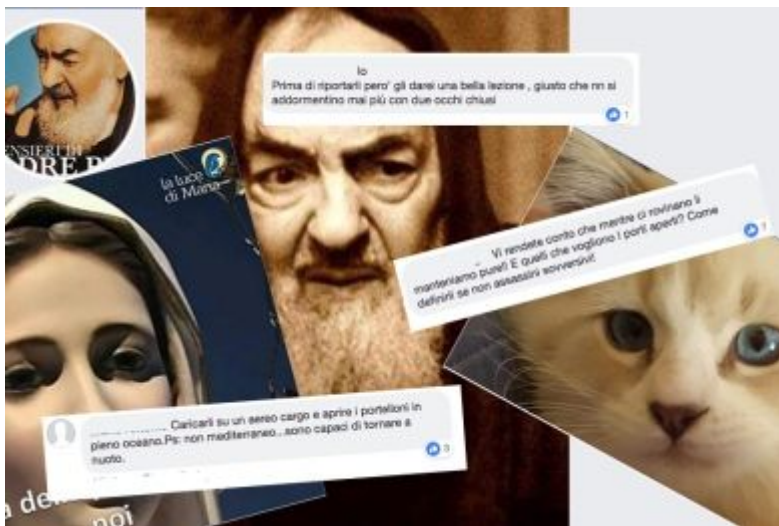 NSIERI DI
DRE P
la luce
di Maria
Io
Prima di riportarli pero' gli darei una bella lezione , giusto che nn si
addormentino mai più con due occhi chiusi
1
Vi rendete conto che mentre ci rovinano li
manteniamo pure!! E quelli che vogliono i porti aperti? Come
definirli se non assassini sovversivi!
1
Caricarli su un aereo cargo e aprire i portelloni in
pieno oceano.Ps: non mediterraneo...sono capaci di tornare a
nuoto.
3
noi